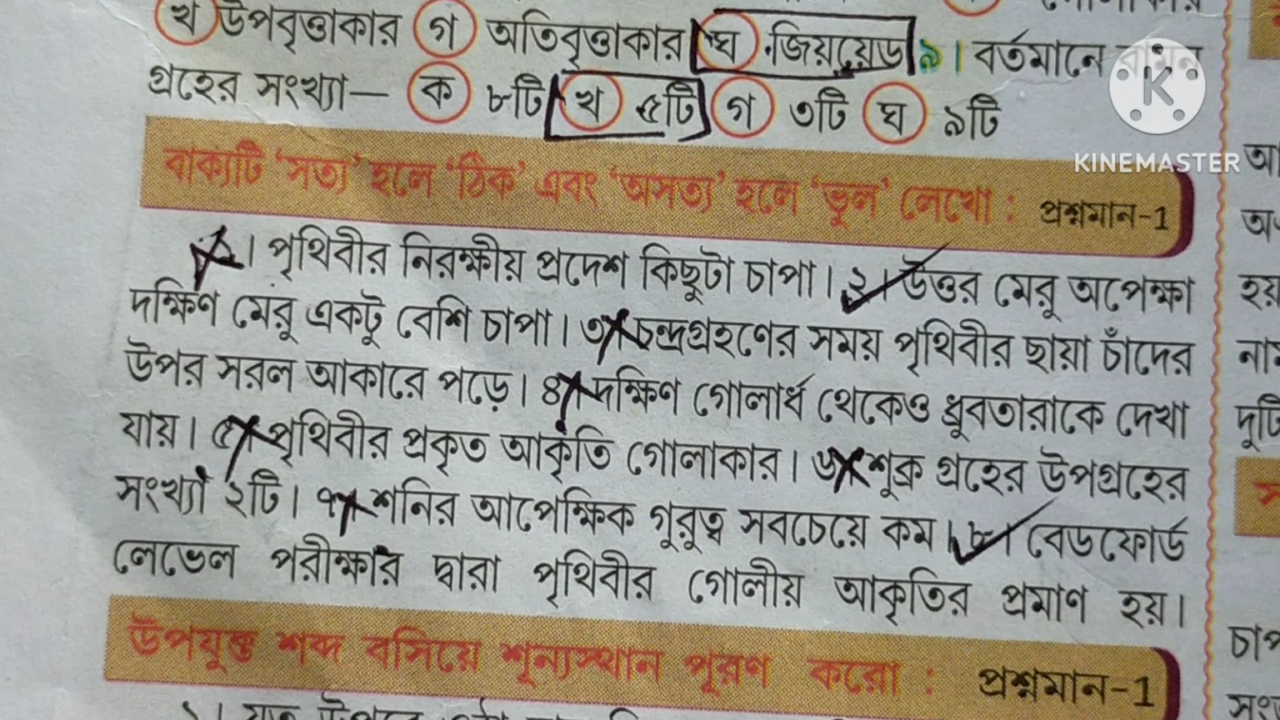 খ উপবৃত্তাকার গ অতিবৃত্তাকার ঘ জিয়য়েড ৯। বর্তমানে বামন
গ্রহের সংখ্যা— ক ৮টি খ ৫টি গ ৩টি ঘ ৯টি
KINEMASTER
বাক্যটি ‘সত্য’ হলে ‘ঠিক’ এবং ‘অসত্য’ হলে ‘ভুল’ লেখো : প্রশ্নমান-1
১। পৃথিবীর নিরক্ষীয় প্রদেশ কিছুটা চাপা। ২। উত্তর মেরু অপেক্ষা
দক্ষিণ মেরু একটু বেশি চাপা। ৩। চন্দ্রগ্রহণের সময় পৃথিবীর ছায়া চাঁদের
উপর সরল আকারে পড়ে। ৪। দক্ষিণ গোলার্ধ থেকেও ধ্রুবতারাকে দেখা
যায়। ৫। পৃথিবীর প্রকৃত আকৃতি গোলাকার। ৬। শুক্র গ্রহের উপগ্রহের
সংখ্যা ২টি। ৭। শনির আপেক্ষিক গুরুত্ব সবচেয়ে কম। ৮। বেডফোর্ড
লেভেল পরীক্ষার দ্বারা পৃথিবীর গোলীয় আকৃতির প্রমাণ হয়।
উপযুক্ত শব্দ বসিয়ে শূন্যস্থান পূরণ করো : প্রশ্নমান-1